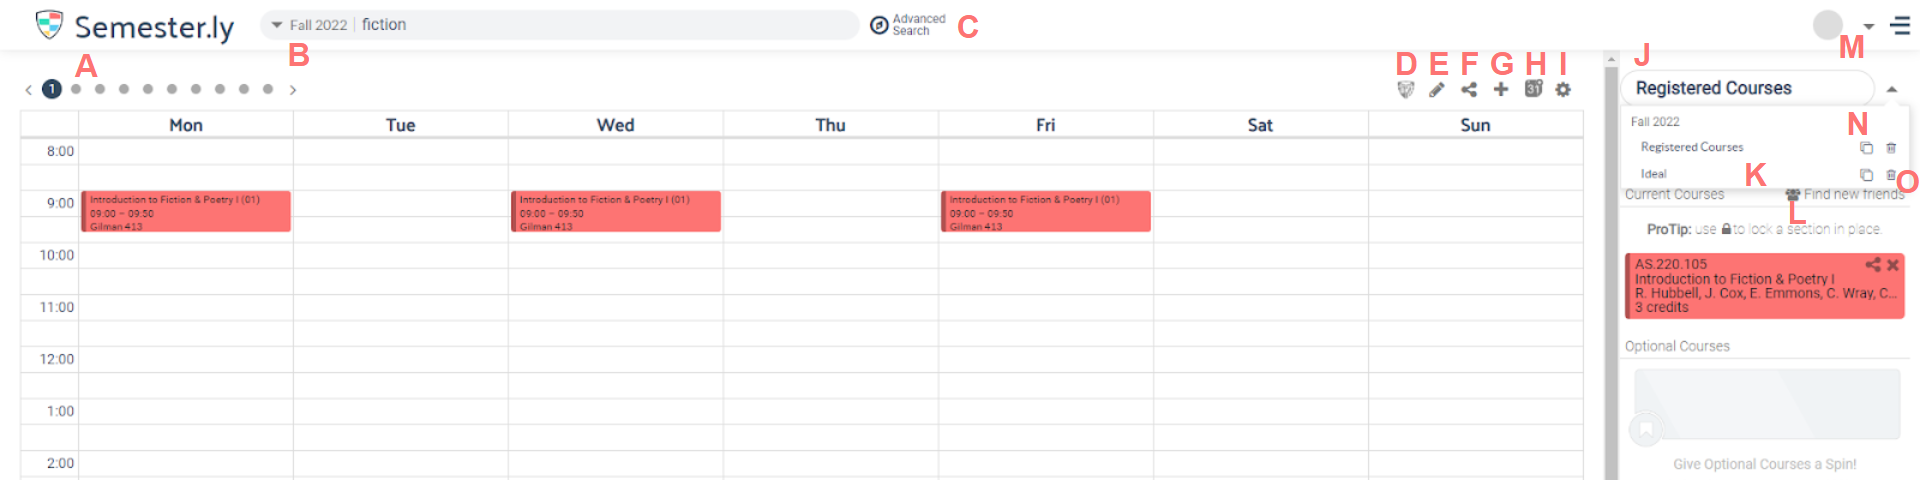 Semester.ly
Fall 2022 fiction
Advanced Search
A B C D E F G H I J K L M N O
1
Mon Tue Wed Thu Fri Sat Sun
8:00
9:00
10:00
11:00
12:00
1:00
2:00
Introduction to Fiction & Poetry I (01)
09:00 – 09:50
Gilman 413
Introduction to Fiction & Poetry I (01)
09:00 – 09:50
Gilman 413
Introduction to Fiction & Poetry I (01)
09:00 – 09:50
Gilman 413
31
Registered Courses
Fall 2022
Registered Courses
Ideal
Current Courses Find new friends
ProTip: use to lock a section in place.
AS.220.105
Introduction to Fiction & Poetry I
R. Hubbell, J. Cox, E. Emmons, C. Wray, C...
3 credits
Optional Courses
Give Optional Courses a Spin!